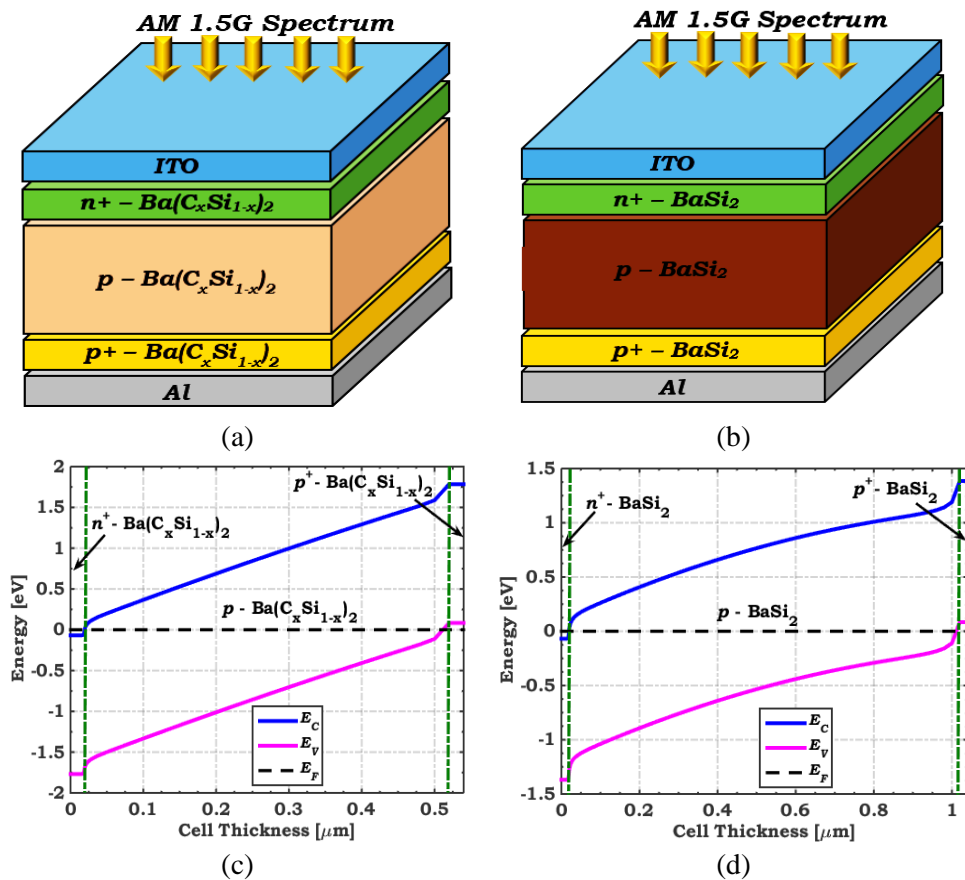 AM 1.5G Spectrum
ITO
n+ – Ba(CxSi1-x)2
p – Ba(CxSi1-x)2
p+ – Ba(CxSi1-x)2
Al
(a)
AM 1.5G Spectrum
ITO
n+ – BaSi2
p – BaSi2
p+ – BaSi2
Al
(b)
2
1.5
1
0.5
0
-0.5
-1
-1.5
-2
Energy [eV]
p+- Ba(CxSi1-x)2
n+- Ba(CxSi1-x)2
p - Ba(CxSi1-x)2
EC
EV
EF
0 0.1 0.2 0.3 0.4 0.5
Cell Thickness [μm]
(c)
1.5
1
0.5
0
-0.5
-1
-1.5
Energy [eV]
p+- BaSi2
n+- BaSi2
p - BaSi2
EC
EV
EF
0 0.2 0.4 0.6 0.8 1
Cell Thickness [μm]
(d)